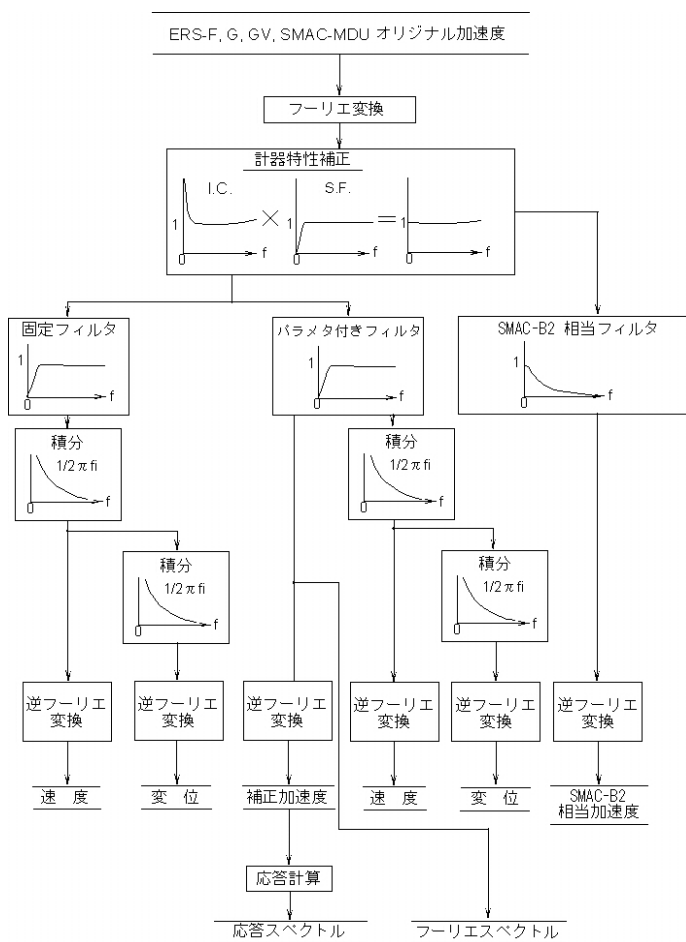 ERS-F, G, GV, SMAC-MDU オリジナル加速度
フーリエ変換
計器特性補正
I.C.
S.F.
1
×
1
=
1
f
f
f
0
0
0
固定フィルタ
1
f
0
パラメタ付きフィルタ
1
f
0
SMAC-B2 相当フィルタ
1
f
0
積分
1/2πfi
f
0
積分
1/2πfi
f
0
積分
1/2πfi
f
0
積分
1/2πfi
f
0
逆フーリエ
変換
逆フーリエ
変換
逆フーリエ
変換
逆フーリエ
変換
逆フーリエ
変換
逆フーリエ
変換
速 度
変 位
補正加速度
速 度
変 位
SMAC-B2
相当加速度
応答計算
応答スペクトル
フーリエスペクトル